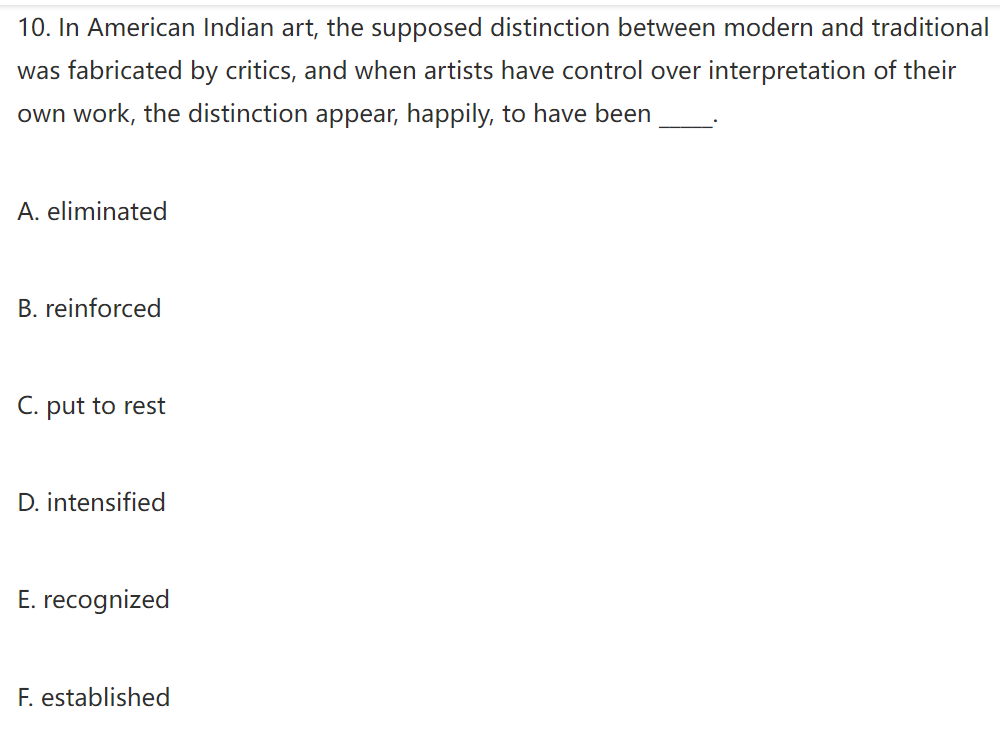 10. In American Indian art, the supposed distinction between modern and traditional
was fabricated by critics, and when artists have control over interpretation of their
own work, the distinction appear, happily, to have been _____.
A. eliminated
B. reinforced
C. put to rest
D. intensified
E. recognized
F. established